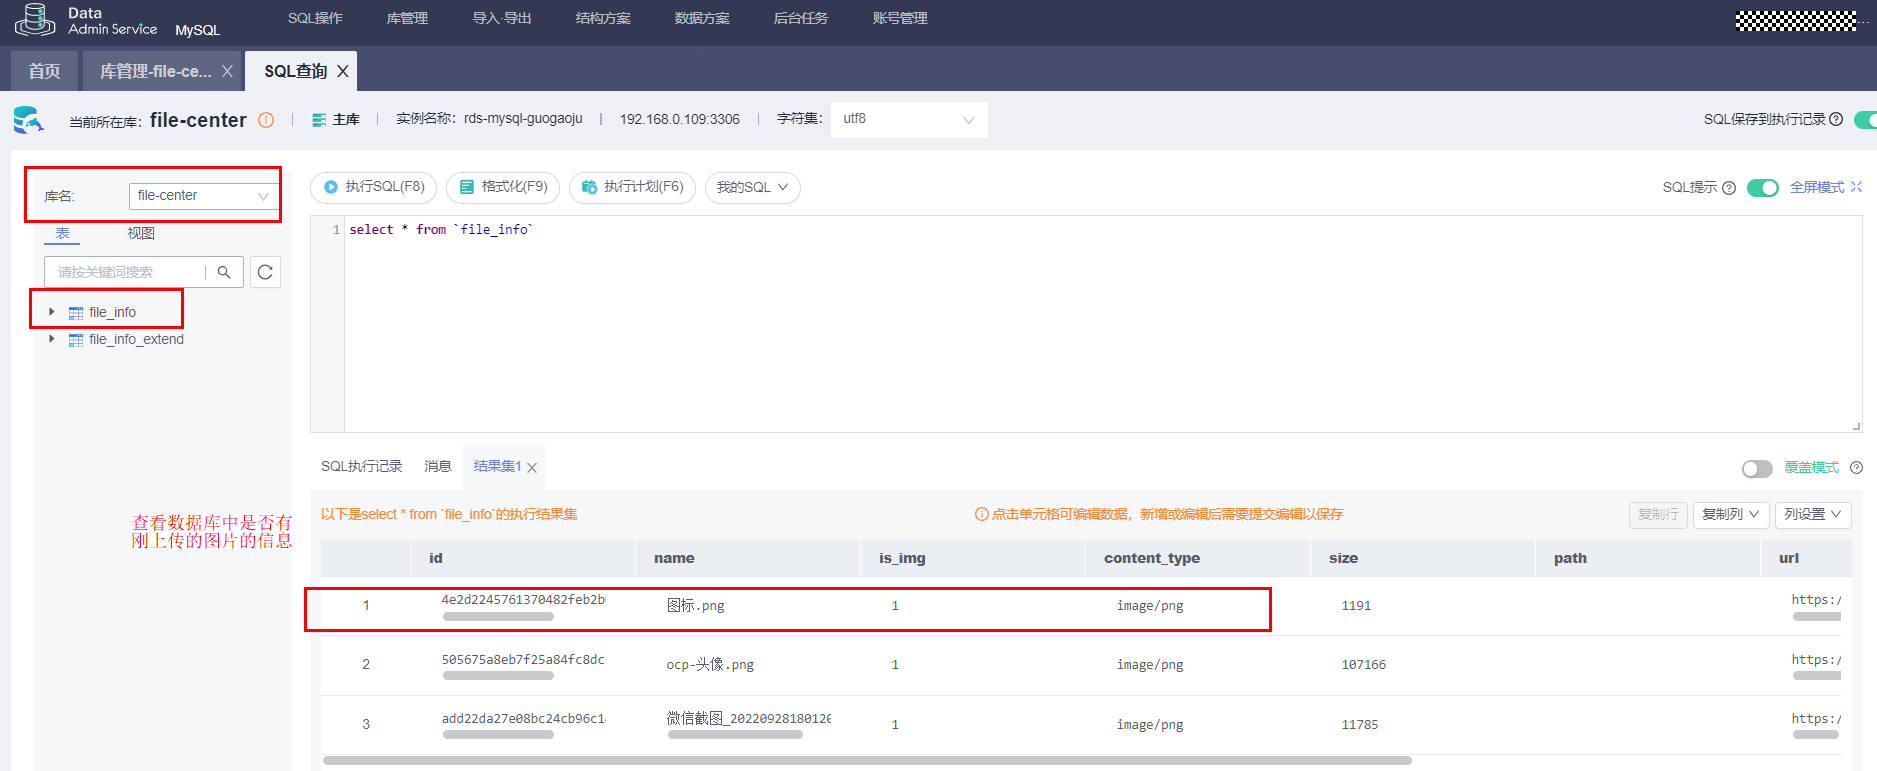 Data
Admin Service
MySQL
SQL操作
库管理
导入·导出
结构方案
数据方案
后台任务
账号管理
首页
库管理-file-ce...
SQL查询
当前所在库：file-center
主库
实例名称：rds-mysql-guogaoju
192.168.0.109:3306
字符集：
utf8
SQL保存到执行记录
库名:
file-center
表
视图
请按关键词搜索
file_info
file_info_extend
查看数据库中是否有
刚上传的图片的信息
执行SQL(F8)
格式化(F9)
执行计划(F6)
我的SQL
SQL提示
全屏模式
1 select * from `file_info`
SQL执行记录
消息
结果集1
覆盖模式
以下是select * from `file_info`的执行结果集
点击单元格可编辑数据，新增或编辑后需要提交编辑以保存
复制行
复制列
列设置
id name is_img content_type size path url
1 4e2d2245761370482feb2b 图标.png 1 image/png 1191 https:/
2 505675a8eb7f25a84fc8dc ocp-头像.png 1 image/png 107166 https:/
3 add22da27e08bc24cb96c1 微信截图_2022092818012 1 image/png 11785 https:/